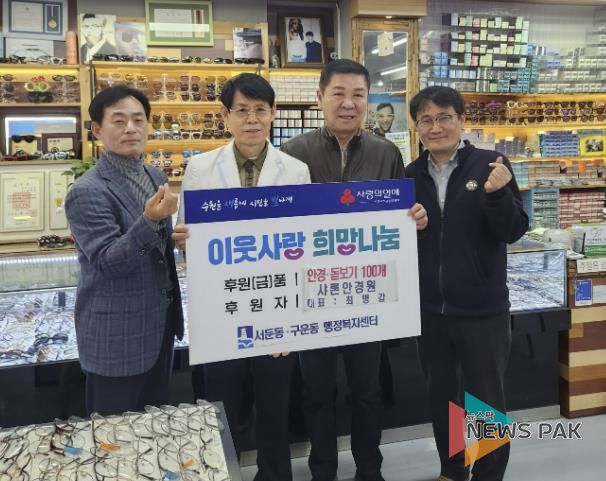 수원을 새롭게 시민을 빛나게
사랑의열매
이웃사랑 희망나눔
후원(금)품 | 안경·돋보기 100개
후 원 자 | 샤론안경원
대표 : 최병갑
서둔동·구운동 행정복지센터
뉴스팍
NEWS PAK